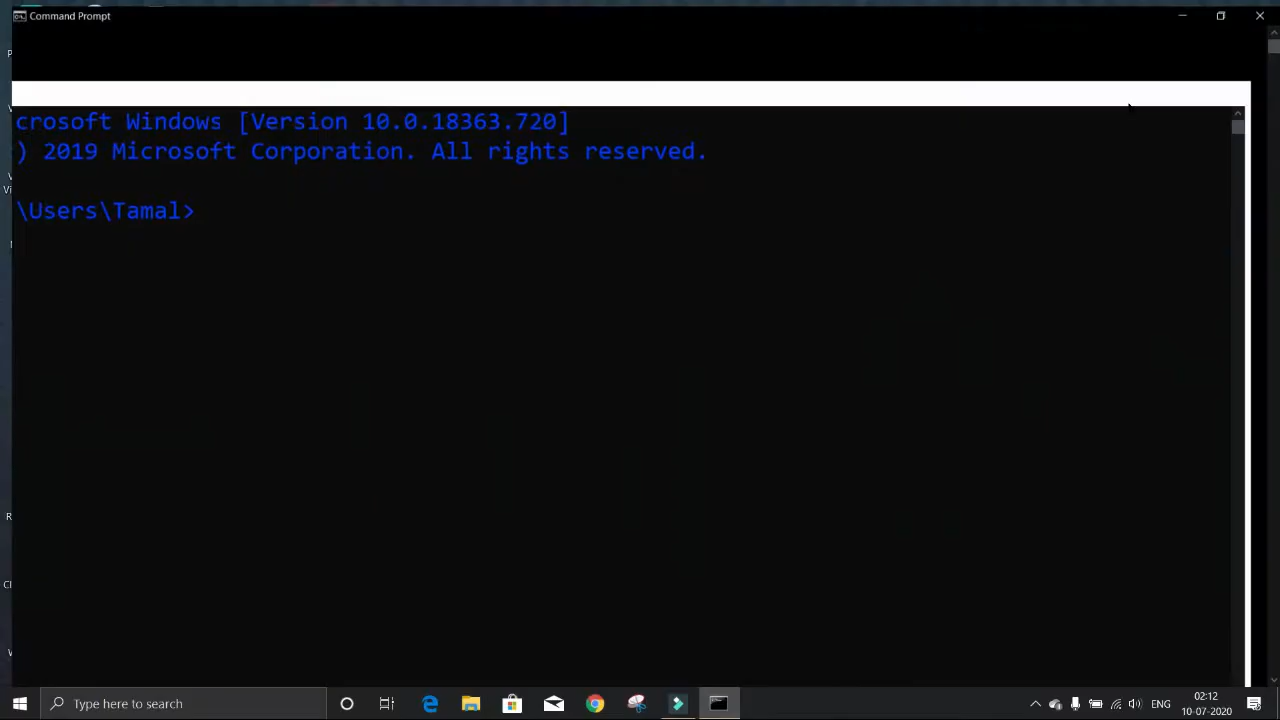 Command Prompt
crosoft Windows [Version 10.0.18363.720]
) 2019 Microsoft Corporation. All rights reserved.
\Users\Tamal>
Type here to search
ENG
02:12
10-07-2020